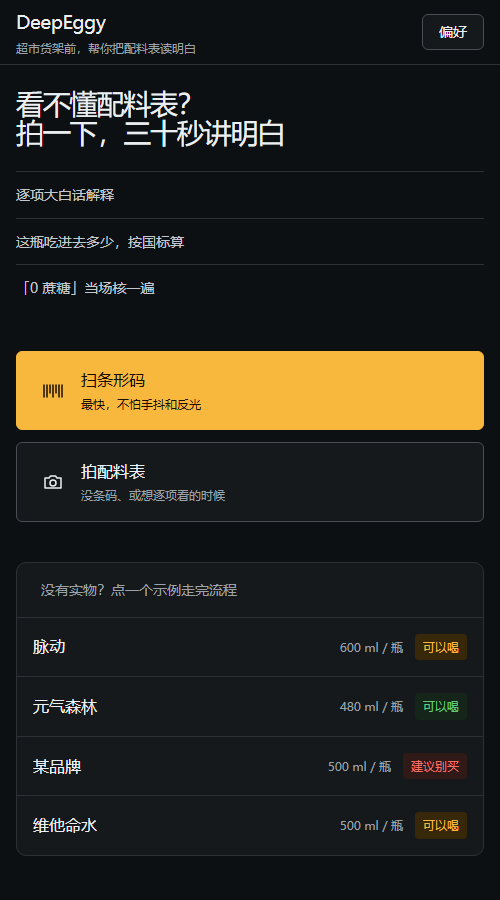 DeepEggy
超市货架前，帮你把配料表读明白
偏好
看不懂配料表？
拍一下，三十秒讲明白
逐项大白话解释
这瓶吃进去多少，按国标算
「0 蔗糖」当场核一遍
扫条形码
最快，不怕手抖和反光
拍配料表
没条码、或想逐项看的时候
没有实物？点一个示例走完流程
脉动 600 ml / 瓶 可以喝
元气森林 480 ml / 瓶 可以喝
某品牌 500 ml / 瓶 建议别买
维他命水 500 ml / 瓶 可以喝